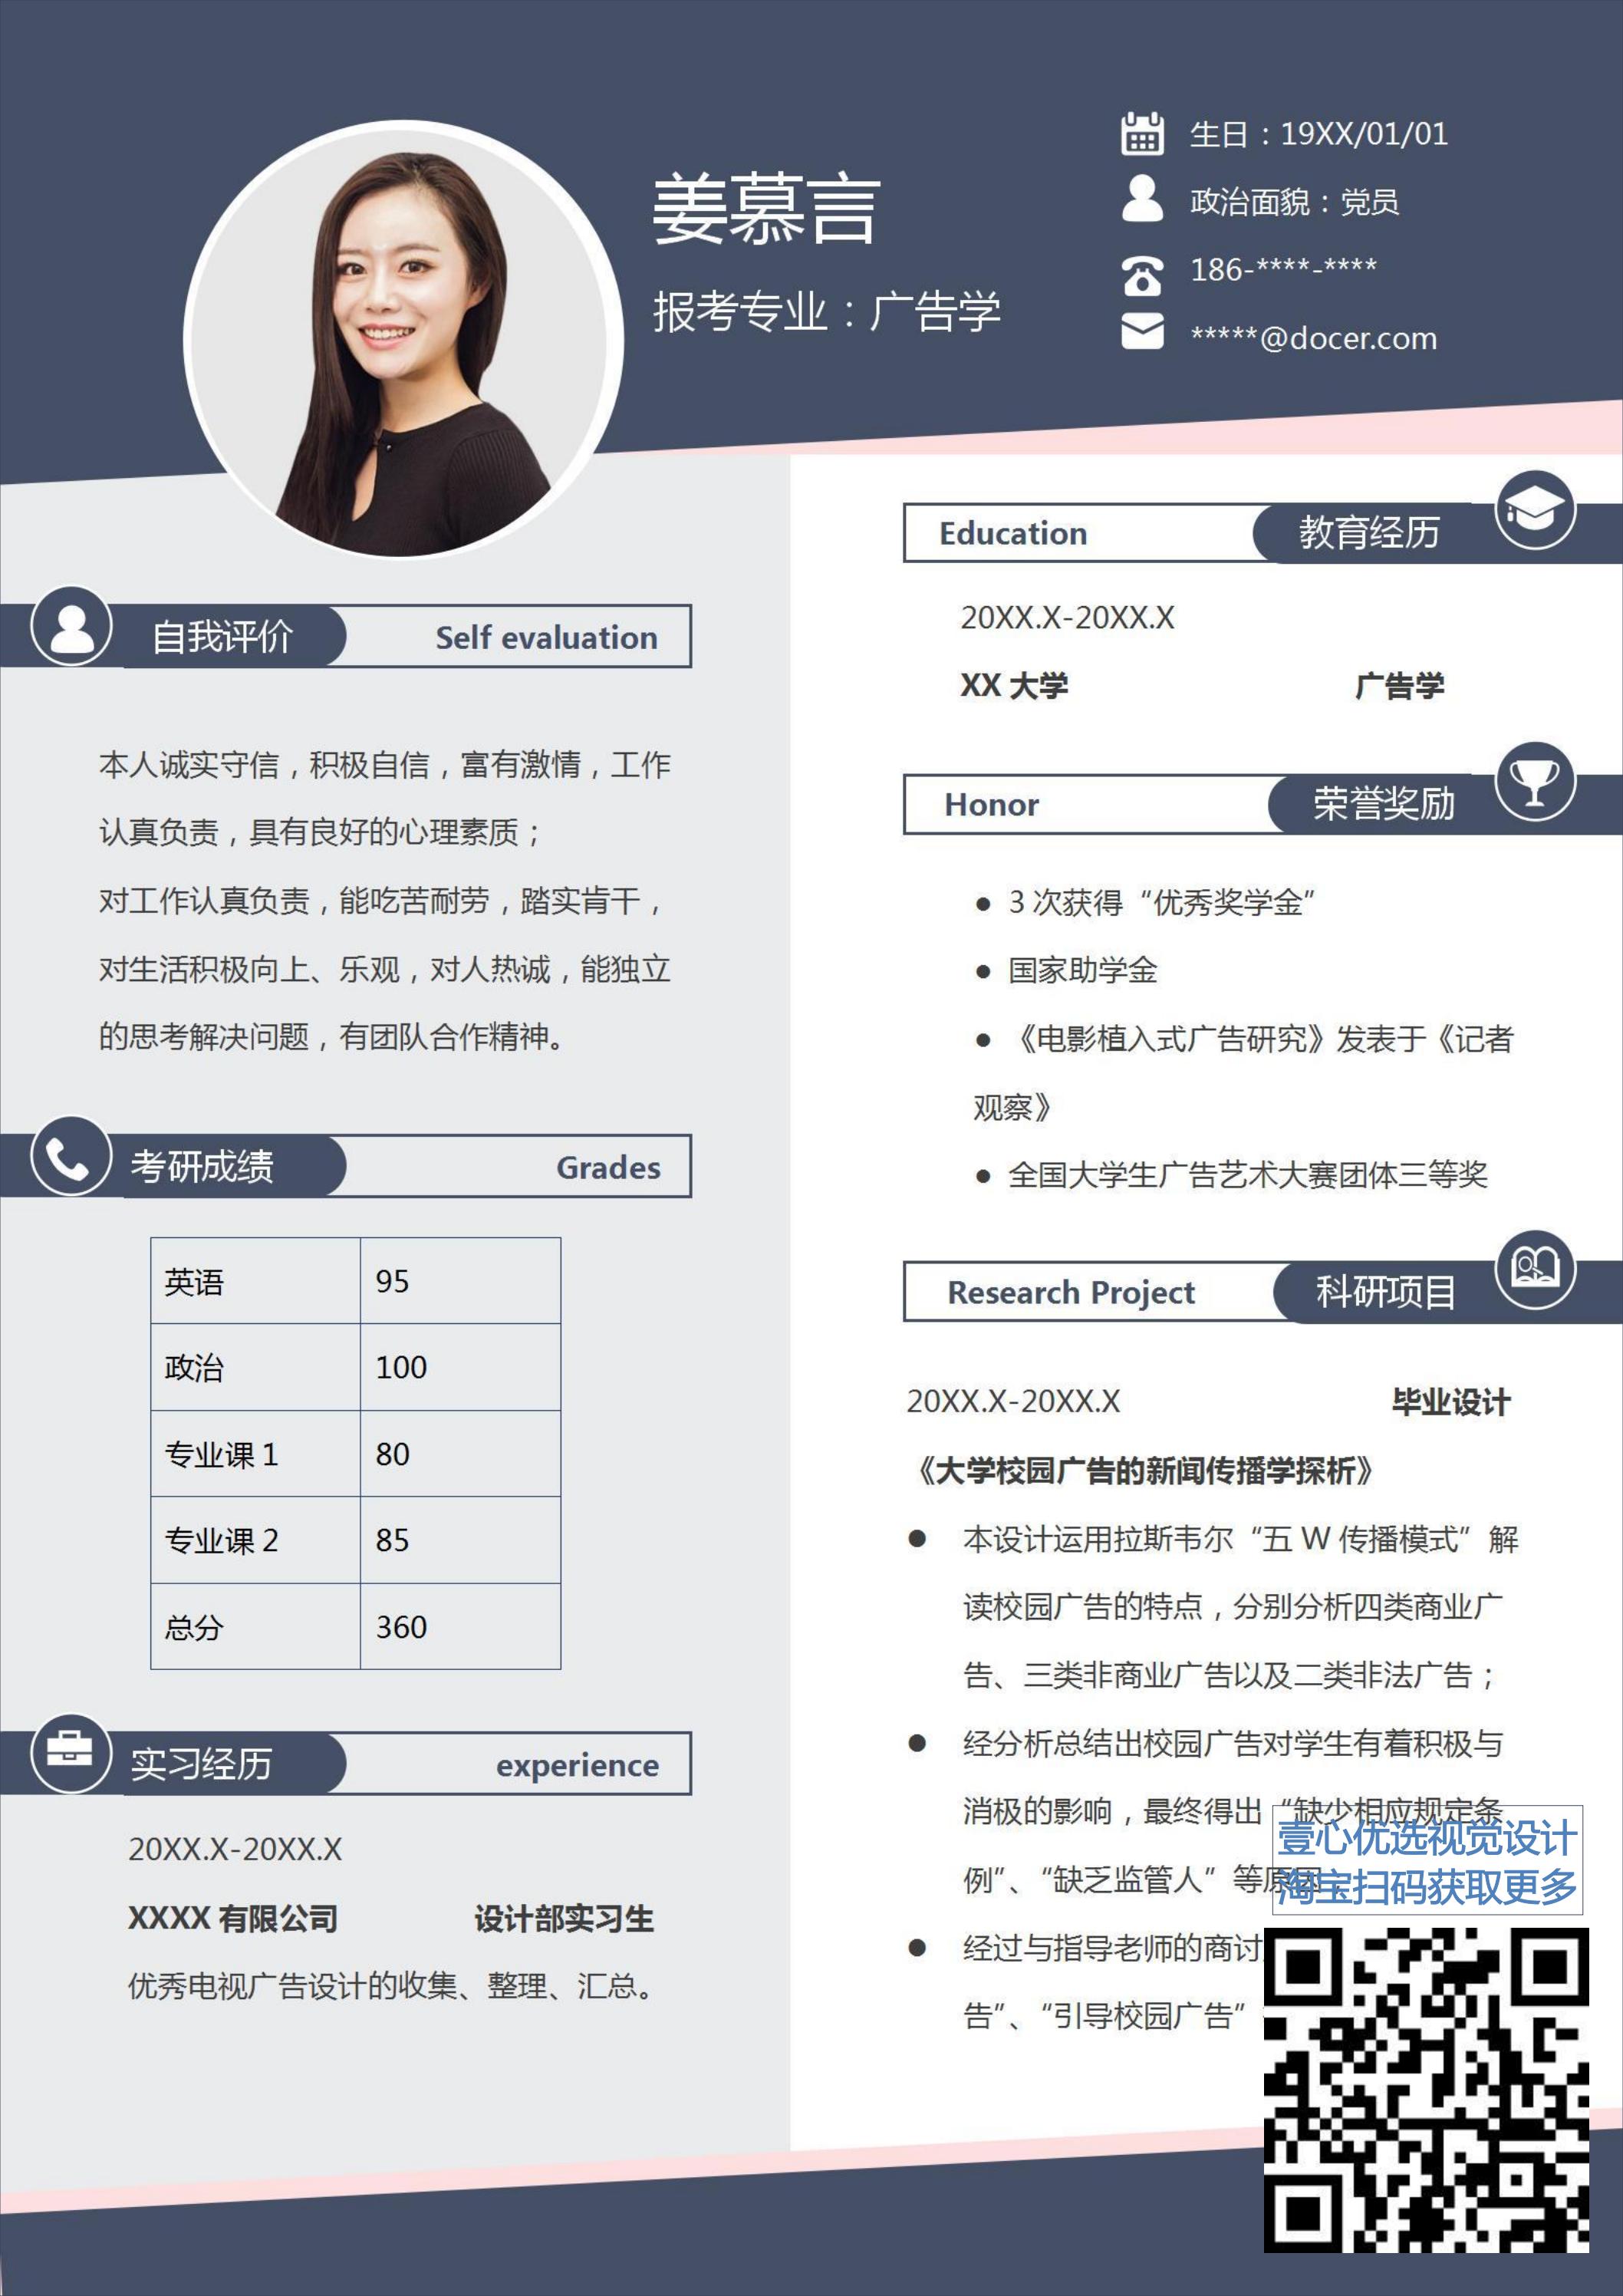 姜慕言
报考专业：广告学
生日：19XX/01/01
政治面貌：党员
186-****-****
*****@docer.com
自我评价 Self evaluation
本人诚实守信，积极自信，富有激情，工作
认真负责，具有良好的心理素质；
对工作认真负责，能吃苦耐劳，踏实肯干，
对生活积极向上、乐观，对人热诚，能独立
的思考解决问题，有团队合作精神。
考研成绩 Grades
英语 95
政治 100
专业课 1 80
专业课 2 85
总分 360
实习经历 experience
20XX.X-20XX.X
XXXX 有限公司 设计部实习生
优秀电视广告设计的收集、整理、汇总。
Education 教育经历
20XX.X-20XX.X
XX 大学 广告学
Honor 荣誉奖励
● 3 次获得“优秀奖学金”
● 国家助学金
● 《电影植入式广告研究》发表于《记者
观察》
● 全国大学生广告艺术大赛团体三等奖
Research Project 科研项目
20XX.X-20XX.X 毕业设计
《大学校园广告的新闻传播学探析》
● 本设计运用拉斯韦尔“五 W 传播模式”解
读校园广告的特点，分别分析四类商业广
告、三类非商业广告以及二类非法广告；
● 经分析总结出校园广告对学生有着积极与
消极的影响，最终得出“缺少相应规定条
例”、“缺乏监管人”等原因
● 经过与指导老师的商讨
告”、“引导校园广告”
壹心优选视觉设计
淘宝扫码获取更多